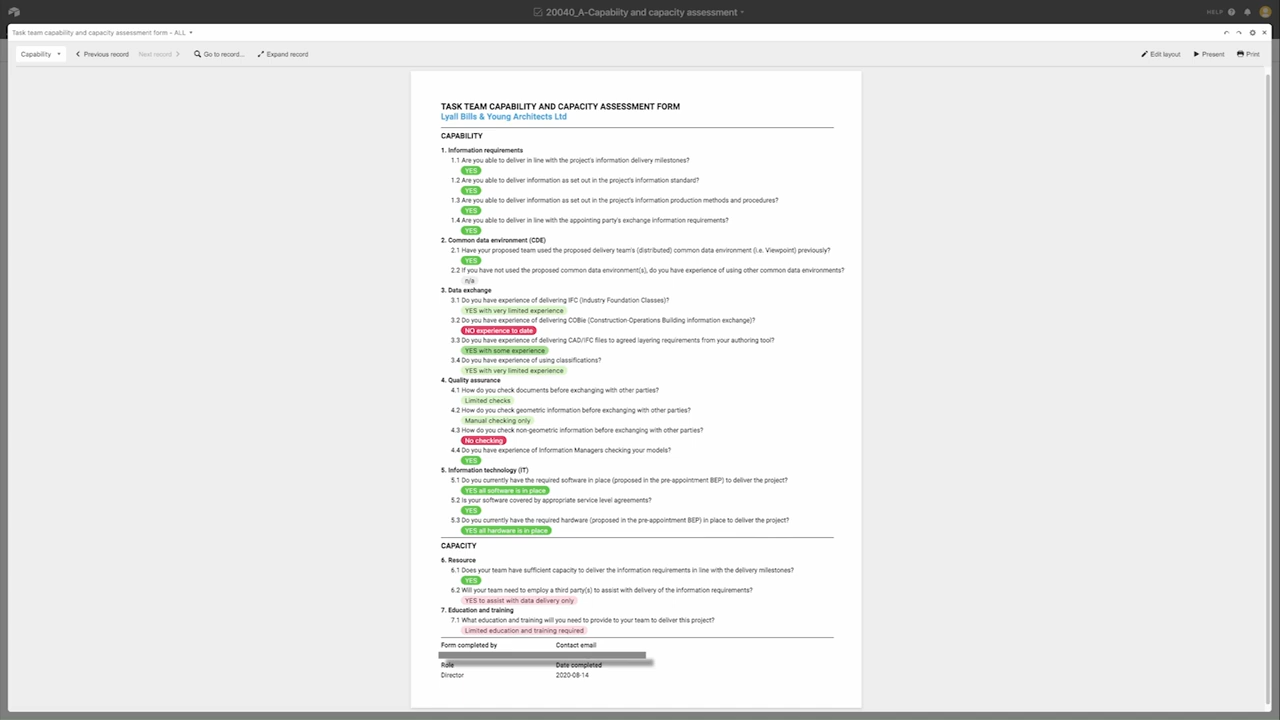 20040_A-Capabiity and capacity assessment
HELP
Task team capability and capacity assessment form - ALL
Capability
Previous record
Next record
Go to record...
Expand record
Edit layout
Present
Print
TASK TEAM CAPABILITY AND CAPACITY ASSESSMENT FORM
Lyall Bills & Young Architects Ltd
CAPABILITY
1. Information requirements
1.1 Are you able to deliver in line with the project's information delivery milestones?
YES
1.2 Are you able to deliver information as set out in the project's information standard?
YES
1.3 Are you able to deliver information as set out in the project's information production methods and procedures?
YES
1.4 Are you able to deliver in line with the appointing party's exchange information requirements?
YES
2. Common data environment (CDE)
2.1 Have your proposed team used the proposed delivery team's (distributed) common data environment (i.e. Viewpoint) previously?
YES
2.2 If you have not used the proposed common data environment(s), do you have experience of using other common data environments?
n/a
3. Data exchange
3.1 Do you have experience of delivering IFC (Industry Foundation Classes)?
YES with very limited experience
3.2 Do you have experience of delivering COBie (Construction-Operations Building information exchange)?
NO experience to date
3.3 Do you have experience of delivering CAD/IFC files to agreed layering requirements from your authoring tool?
YES with some experience
3.4 Do you have experience of using classifications?
YES with very limited experience
4. Quality assurance
4.1 How do you check documents before exchanging with other parties?
Limited checks
4.2 How do you check geometric information before exchanging with other parties?
Manual checking only
4.3 How do you check non-geometric information before exchanging with other parties?
No checking
4.4 Do you have experience of Information Managers checking your models?
YES
5. Information technology (IT)
5.1 Do you currently have the required software in place (proposed in the pre-appointment BEP) to deliver the project?
YES all software is in place
5.2 Is your software covered by appropriate service level agreements?
YES
5.3 Do you currently have the required hardware (proposed in the pre-appointment BEP) in place to deliver the project?
YES all hardware is in place
CAPACITY
6. Resource
6.1 Does your team have sufficient capacity to deliver the information requirements in line with the delivery milestones?
YES
6.2 Will your team need to employ a third party(s) to assist with delivery of the information requirements?
YES to assist with data delivery only
7. Education and training
7.1 What education and training will you need to provide to your team to deliver this project?
Limited education and training required
Form completed by
Contact email
Role
Date completed
Director
2020-08-14